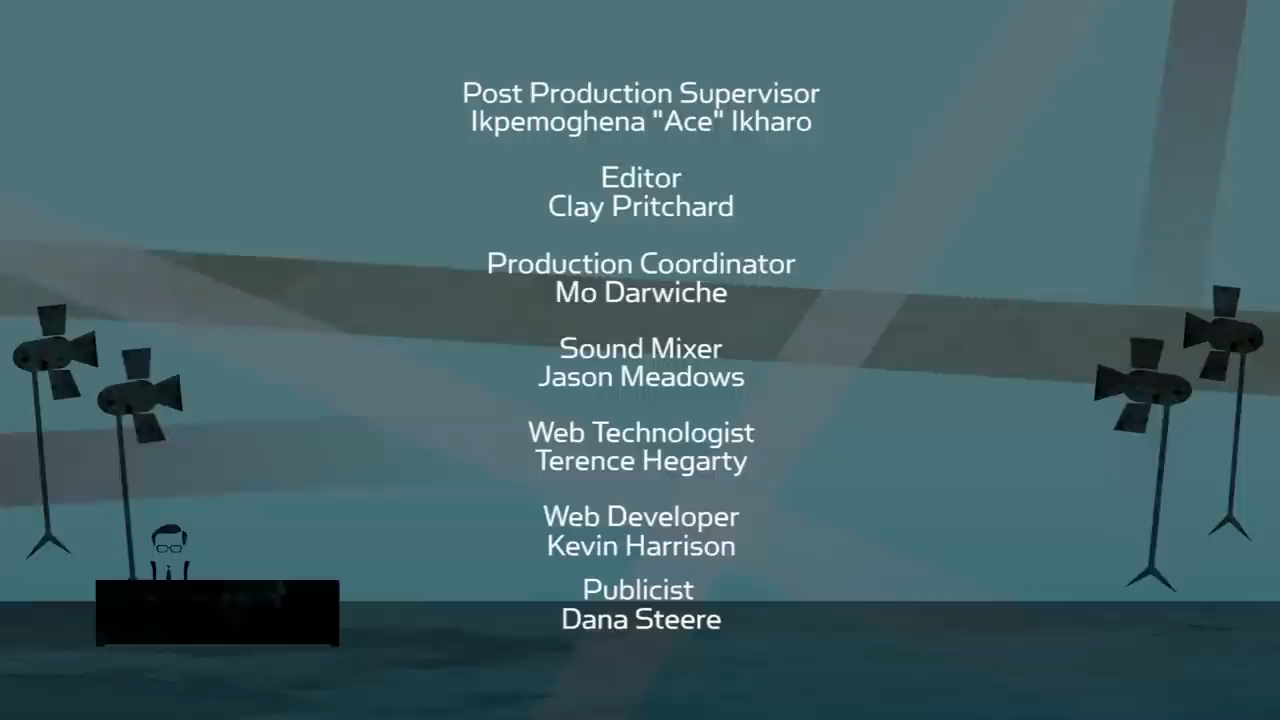 Post Production Supervisor
Ikpemoghena "Ace" Ikharo
Editor
Clay Pritchard
Production Coordinator
Mo Darwiche
Sound Mixer
Jason Meadows
Web Technologist
Terence Hegarty
Web Developer
Kevin Harrison
Publicist
Dana Steere